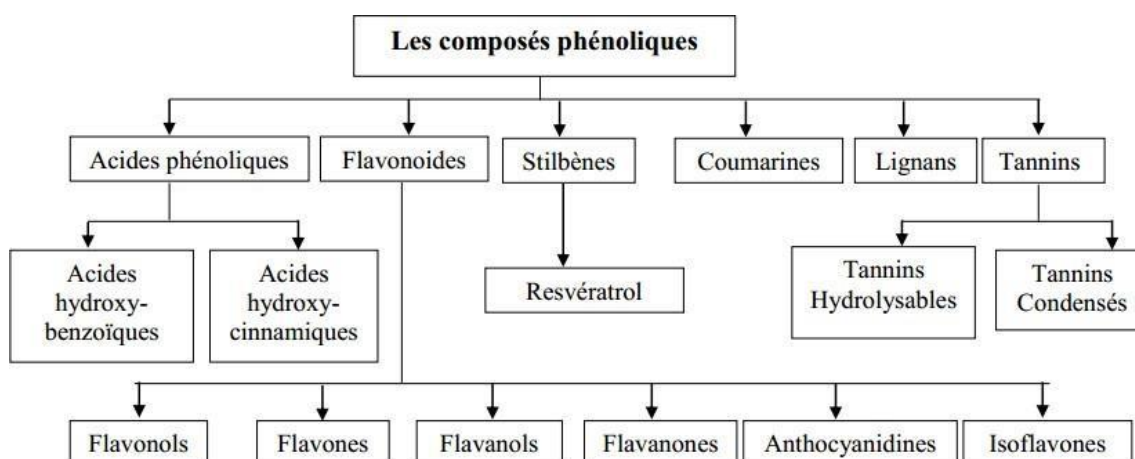 Les composés phénoliques
Acides phénoliques
Flavonoides
Stilbènes
Coumarines
Lignans
Tannins
Acides
hydroxy-
benzoïques
Acides
hydroxy-
cinnamiques
Resvératrol
Tannins
Hydrolysables
Tannins
Condensés
Flavonols
Flavones
Flavanols
Flavanones
Anthocyanidines
Isoflavones